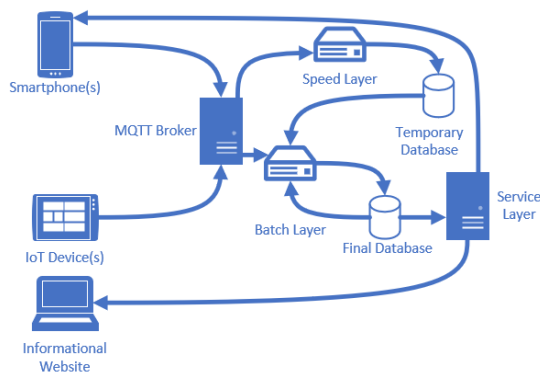 Smartphone(s)
Speed Layer
MQTT Broker
Temporary
Database
Service
Layer
Batch Layer
Final Database
IoT Device(s)
Informational
Website